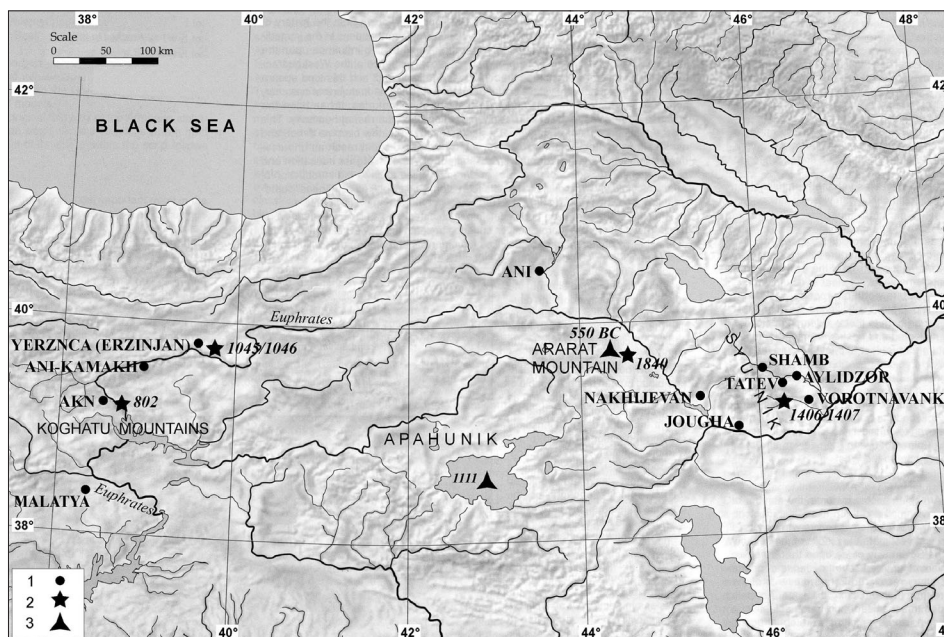 38° 40° 42° 44° 46° 48°
Scale
0 50 100 km
42° 42°
BLACK SEA
ANI
40° 40°
Euphrates
550 BC
YERZNCA (ERZINJAN) 1045/1046
ARARAT
MOUNTAIN
1840
SYUNIK
SHAMB
ANI-KAMAKH
AYLIDZOR
TATEV
AKN 802
NAKHIJEVAN
VOROTNAVANK
1406/1407
KOGHATU MOUNTAINS
JOUGHA
APAHUNIK
1111
MALATYA
Euphrates
38° 38°
1
2
3
40° 42° 44° 46°